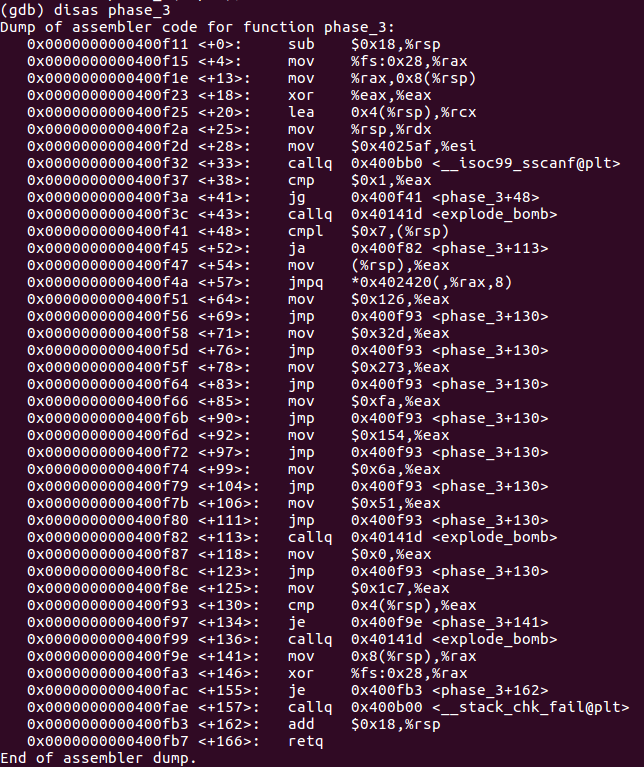 (gdb) disas phase_3
Dump of assembler code for function phase_3:
   0x0000000000400f11 <+0>:     sub    $0x18,%rsp
   0x0000000000400f15 <+4>:     mov    %fs:0x28,%rax
   0x0000000000400f1e <+13>:    mov    %rax,0x8(%rsp)
   0x0000000000400f23 <+18>:    xor    %eax,%eax
   0x0000000000400f25 <+20>:    lea    0x4(%rsp),%rcx
   0x0000000000400f2a <+25>:    mov    %rsp,%rdx
   0x0000000000400f2d <+28>:    mov    $0x4025af,%esi
   0x0000000000400f32 <+33>:    callq  0x400bb0 <__isoc99_sscanf@plt>
   0x0000000000400f37 <+38>:    cmp    $0x1,%eax
   0x0000000000400f3a <+41>:    jg     0x400f41 <phase_3+48>
   0x0000000000400f3c <+43>:    callq  0x40141d <explode_bomb>
   0x0000000000400f41 <+48>:    cmpl   $0x7,(%rsp)
   0x0000000000400f45 <+52>:    ja     0x400f82 <phase_3+113>
   0x0000000000400f47 <+54>:    mov    (%rsp),%eax
   0x0000000000400f4a <+57>:    jmpq   *0x402420(,%rax,8)
   0x0000000000400f51 <+64>:    mov    $0x126,%eax
   0x0000000000400f56 <+69>:    jmp    0x400f93 <phase_3+130>
   0x0000000000400f58 <+71>:    mov    $0x32d,%eax
   0x0000000000400f5d <+76>:    jmp    0x400f93 <phase_3+130>
   0x0000000000400f5f <+78>:    mov    $0x273,%eax
   0x0000000000400f64 <+83>:    jmp    0x400f93 <phase_3+130>
   0x0000000000400f66 <+85>:    mov    $0xfa,%eax
   0x0000000000400f6b <+90>:    jmp    0x400f93 <phase_3+130>
   0x0000000000400f6d <+92>:    mov    $0x154,%eax
   0x0000000000400f72 <+97>:    jmp    0x400f93 <phase_3+130>
   0x0000000000400f74 <+99>:    mov    $0x6a,%eax
   0x0000000000400f79 <+104>:   jmp    0x400f93 <phase_3+130>
   0x0000000000400f7b <+106>:   mov    $0x51,%eax
   0x0000000000400f80 <+111>:   jmp    0x400f93 <phase_3+130>
   0x0000000000400f82 <+113>:   callq  0x40141d <explode_bomb>
   0x0000000000400f87 <+118>:   mov    $0x0,%eax
   0x0000000000400f8c <+123>:   jmp    0x400f93 <phase_3+130>
   0x0000000000400f8e <+125>:   mov    $0x1c7,%eax
   0x0000000000400f93 <+130>:   cmp    0x4(%rsp),%eax
   0x0000000000400f97 <+134>:   je     0x400f9e <phase_3+141>
   0x0000000000400f99 <+136>:   callq  0x40141d <explode_bomb>
   0x0000000000400f9e <+141>:   mov    0x8(%rsp),%rax
   0x0000000000400fa3 <+146>:   xor    %fs:0x28,%rax
   0x0000000000400fac <+155>:   je     0x400fb3 <phase_3+162>
   0x0000000000400fae <+157>:   callq  0x400b00 <__stack_chk_fail@plt>
   0x0000000000400fb3 <+162>:   add    $0x18,%rsp
   0x0000000000400fb7 <+166>:   retq
End of assembler dump.